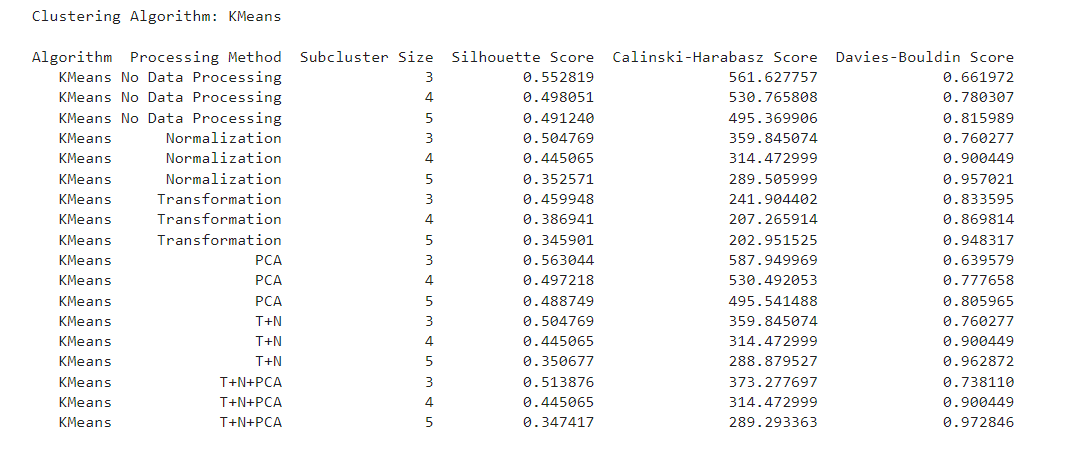 Clustering Algorithm: KMeans
Algorithm Processing Method Subcluster Size Silhouette Score Calinski-Harabasz Score Davies-Bouldin Score
KMeans No Data Processing 3 0.552819 561.627757 0.661972
KMeans No Data Processing 4 0.498051 530.765808 0.780307
KMeans No Data Processing 5 0.491240 495.369906 0.815989
KMeans Normalization 3 0.504769 359.845074 0.760277
KMeans Normalization 4 0.445065 314.472999 0.900449
KMeans Normalization 5 0.352571 289.505999 0.957021
KMeans Transformation 3 0.459948 241.904402 0.833595
KMeans Transformation 4 0.386941 207.265914 0.869814
KMeans Transformation 5 0.345901 202.951525 0.948317
KMeans PCA 3 0.563044 587.949969 0.639579
KMeans PCA 4 0.497218 530.492053 0.777658
KMeans PCA 5 0.488749 495.541488 0.805965
KMeans T+N 3 0.504769 359.845074 0.760277
KMeans T+N 4 0.445065 314.472999 0.900449
KMeans T+N 5 0.350677 288.879527 0.962872
KMeans T+N+PCA 3 0.513876 373.277697 0.738110
KMeans T+N+PCA 4 0.445065 314.472999 0.900449
KMeans T+N+PCA 5 0.347417 289.293363 0.972846